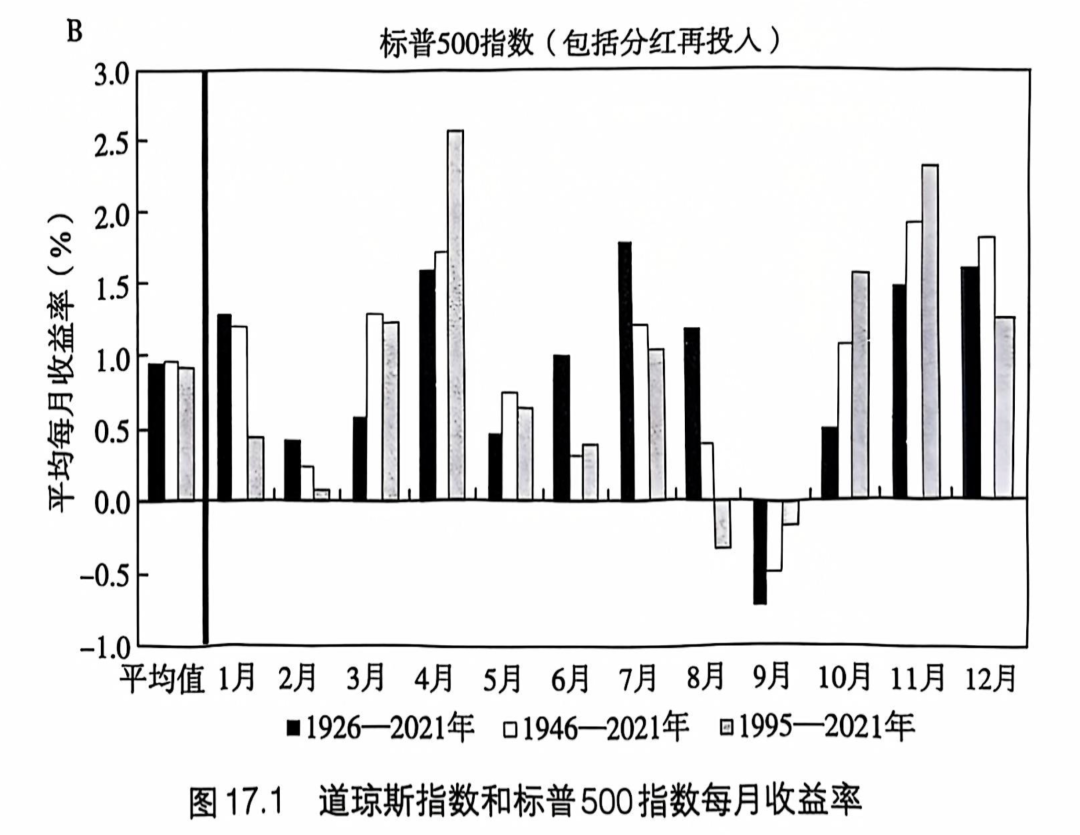 B
标普500指数（包括分红再投入）
平均每月收益率（%）
3.0
2.5
2.0
1.5
1.0
0.5
0.0
–0.5
–1.0
平均值 1月 2月 3月 4月 5月 6月 7月 8月 9月 10月 11月 12月
1926—2021年 1946—2021年 1995—2021年
图17.1 道琼斯指数和标普500指数每月收益率